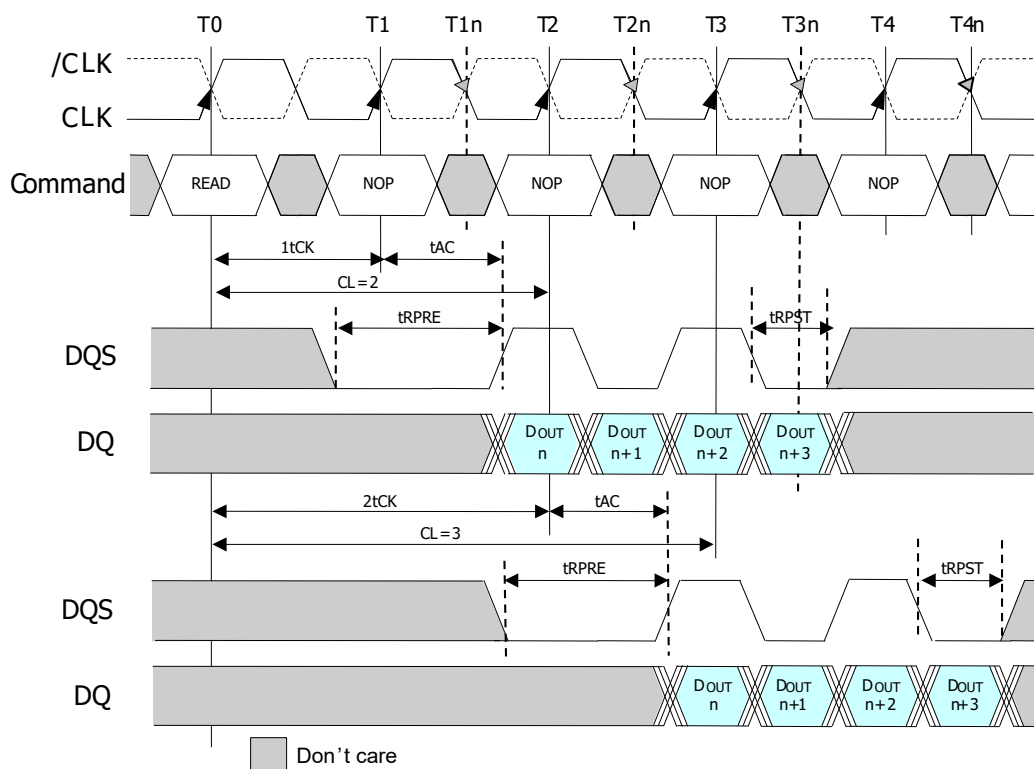 T0 T1 T1n T2 T2n T3 T3n T4 T4n
/CLK
CLK
Command READ NOP NOP NOP NOP
1tCK tAC
CL=2
tRPRE tRPST
DQS
DQ DOUT n DOUT n+1 DOUT n+2 DOUT n+3
2tCK tAC
CL=3
tRPRE tRPST
DQS
DQ DOUT n DOUT n+1 DOUT n+2 DOUT n+3
Don't care